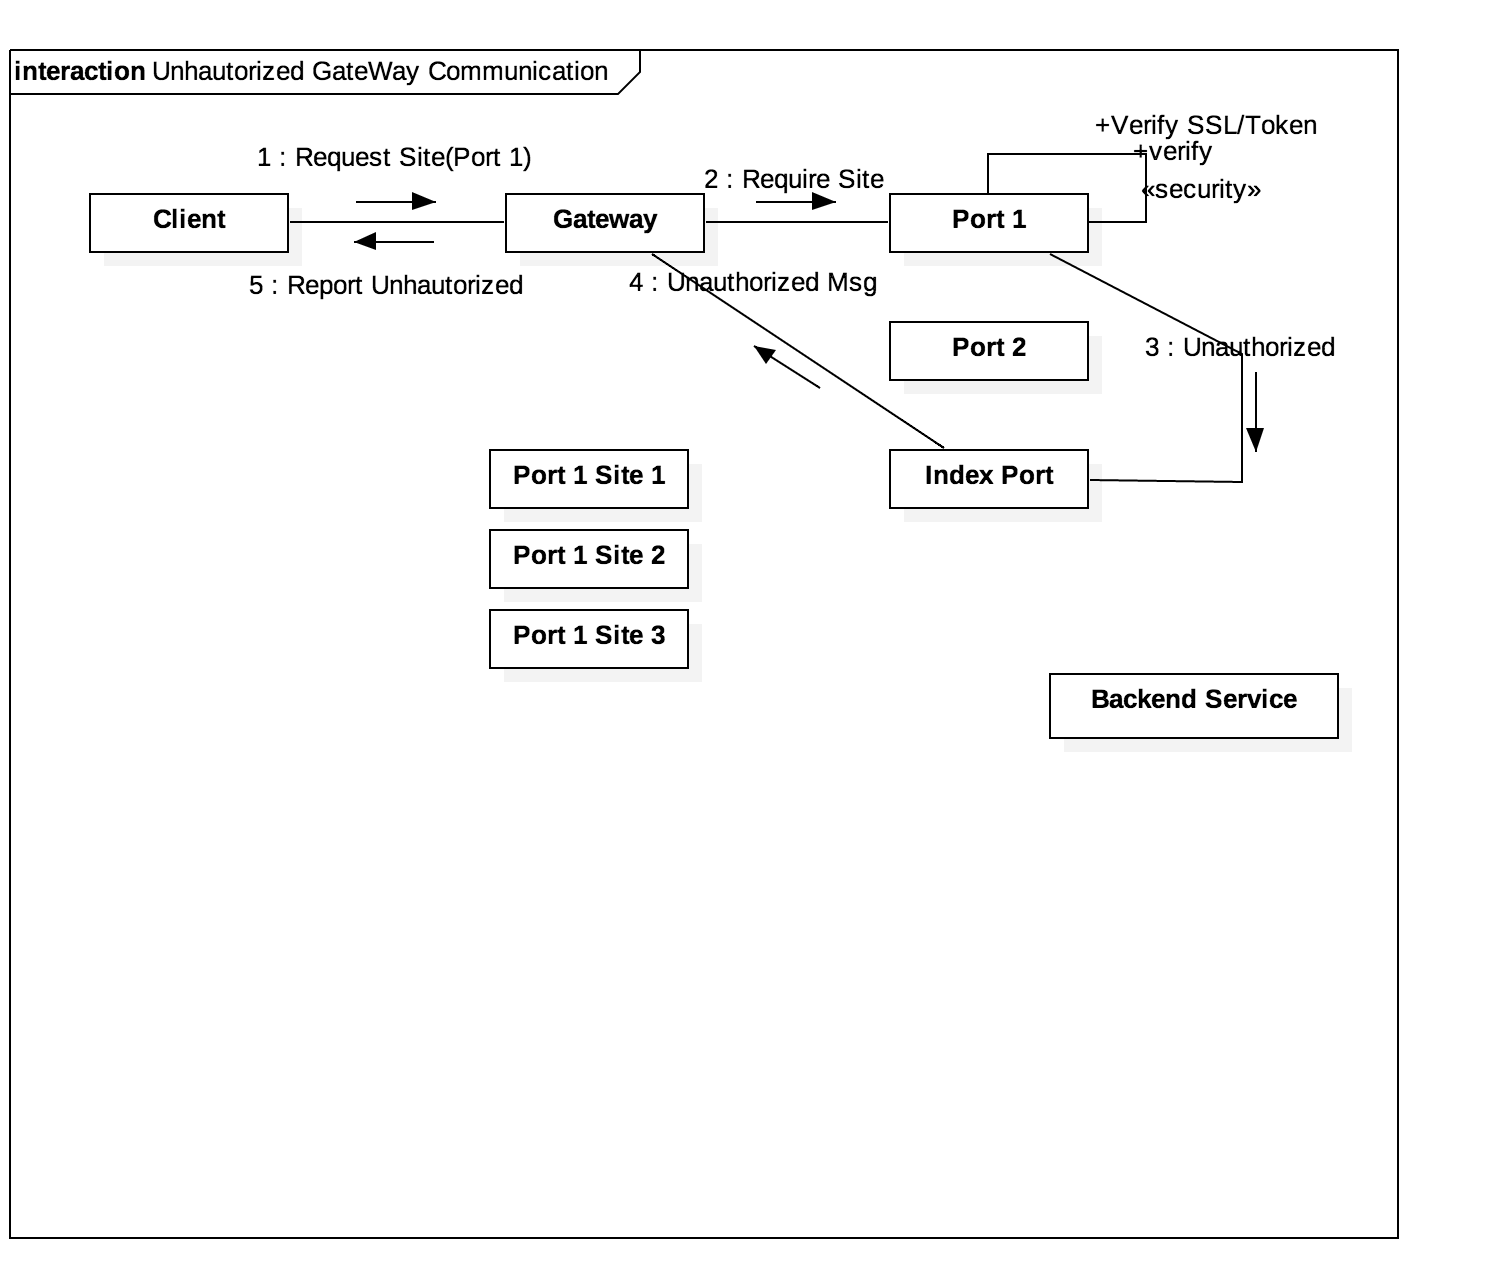 interaction Unhautorized GateWay Communication
+Verify SSL/Token
+verify
1 : Request Site(Port 1)
2 : Require Site
«security»
Client
Gateway
Port 1
5 : Report Unhautorized
4 : Unauthorized Msg
Port 2
3 : Unauthorized
Port 1 Site 1
Index Port
Port 1 Site 2
Port 1 Site 3
Backend Service